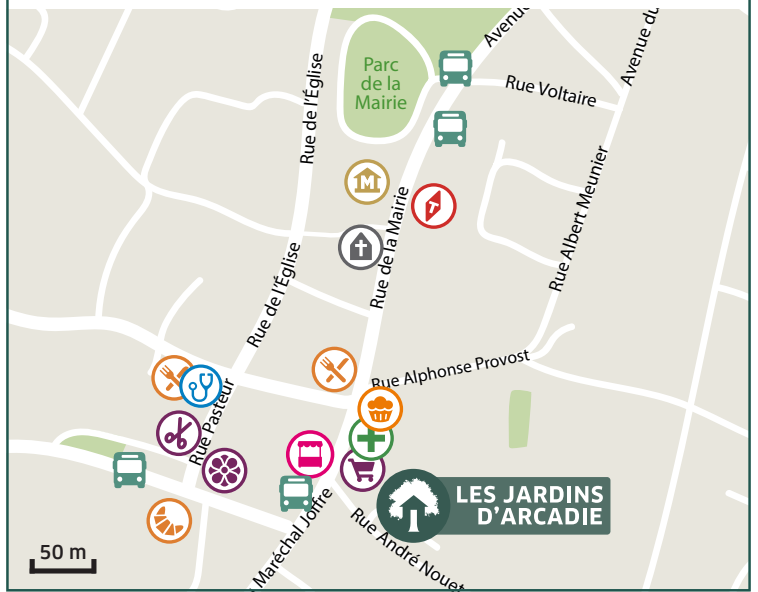 Avenue
Avenue du
Parc
de la
Mairie
Rue Voltaire
Rue de l'Église
M
T
Rue de la Mairie
Rue Albert Meunier
Rue de l'Église
Rue Alphonse Provost
Rue Pasteur
LES JARDINS
D'ARCADIE
Maréchal Joffre
Rue André Nouet
50 m